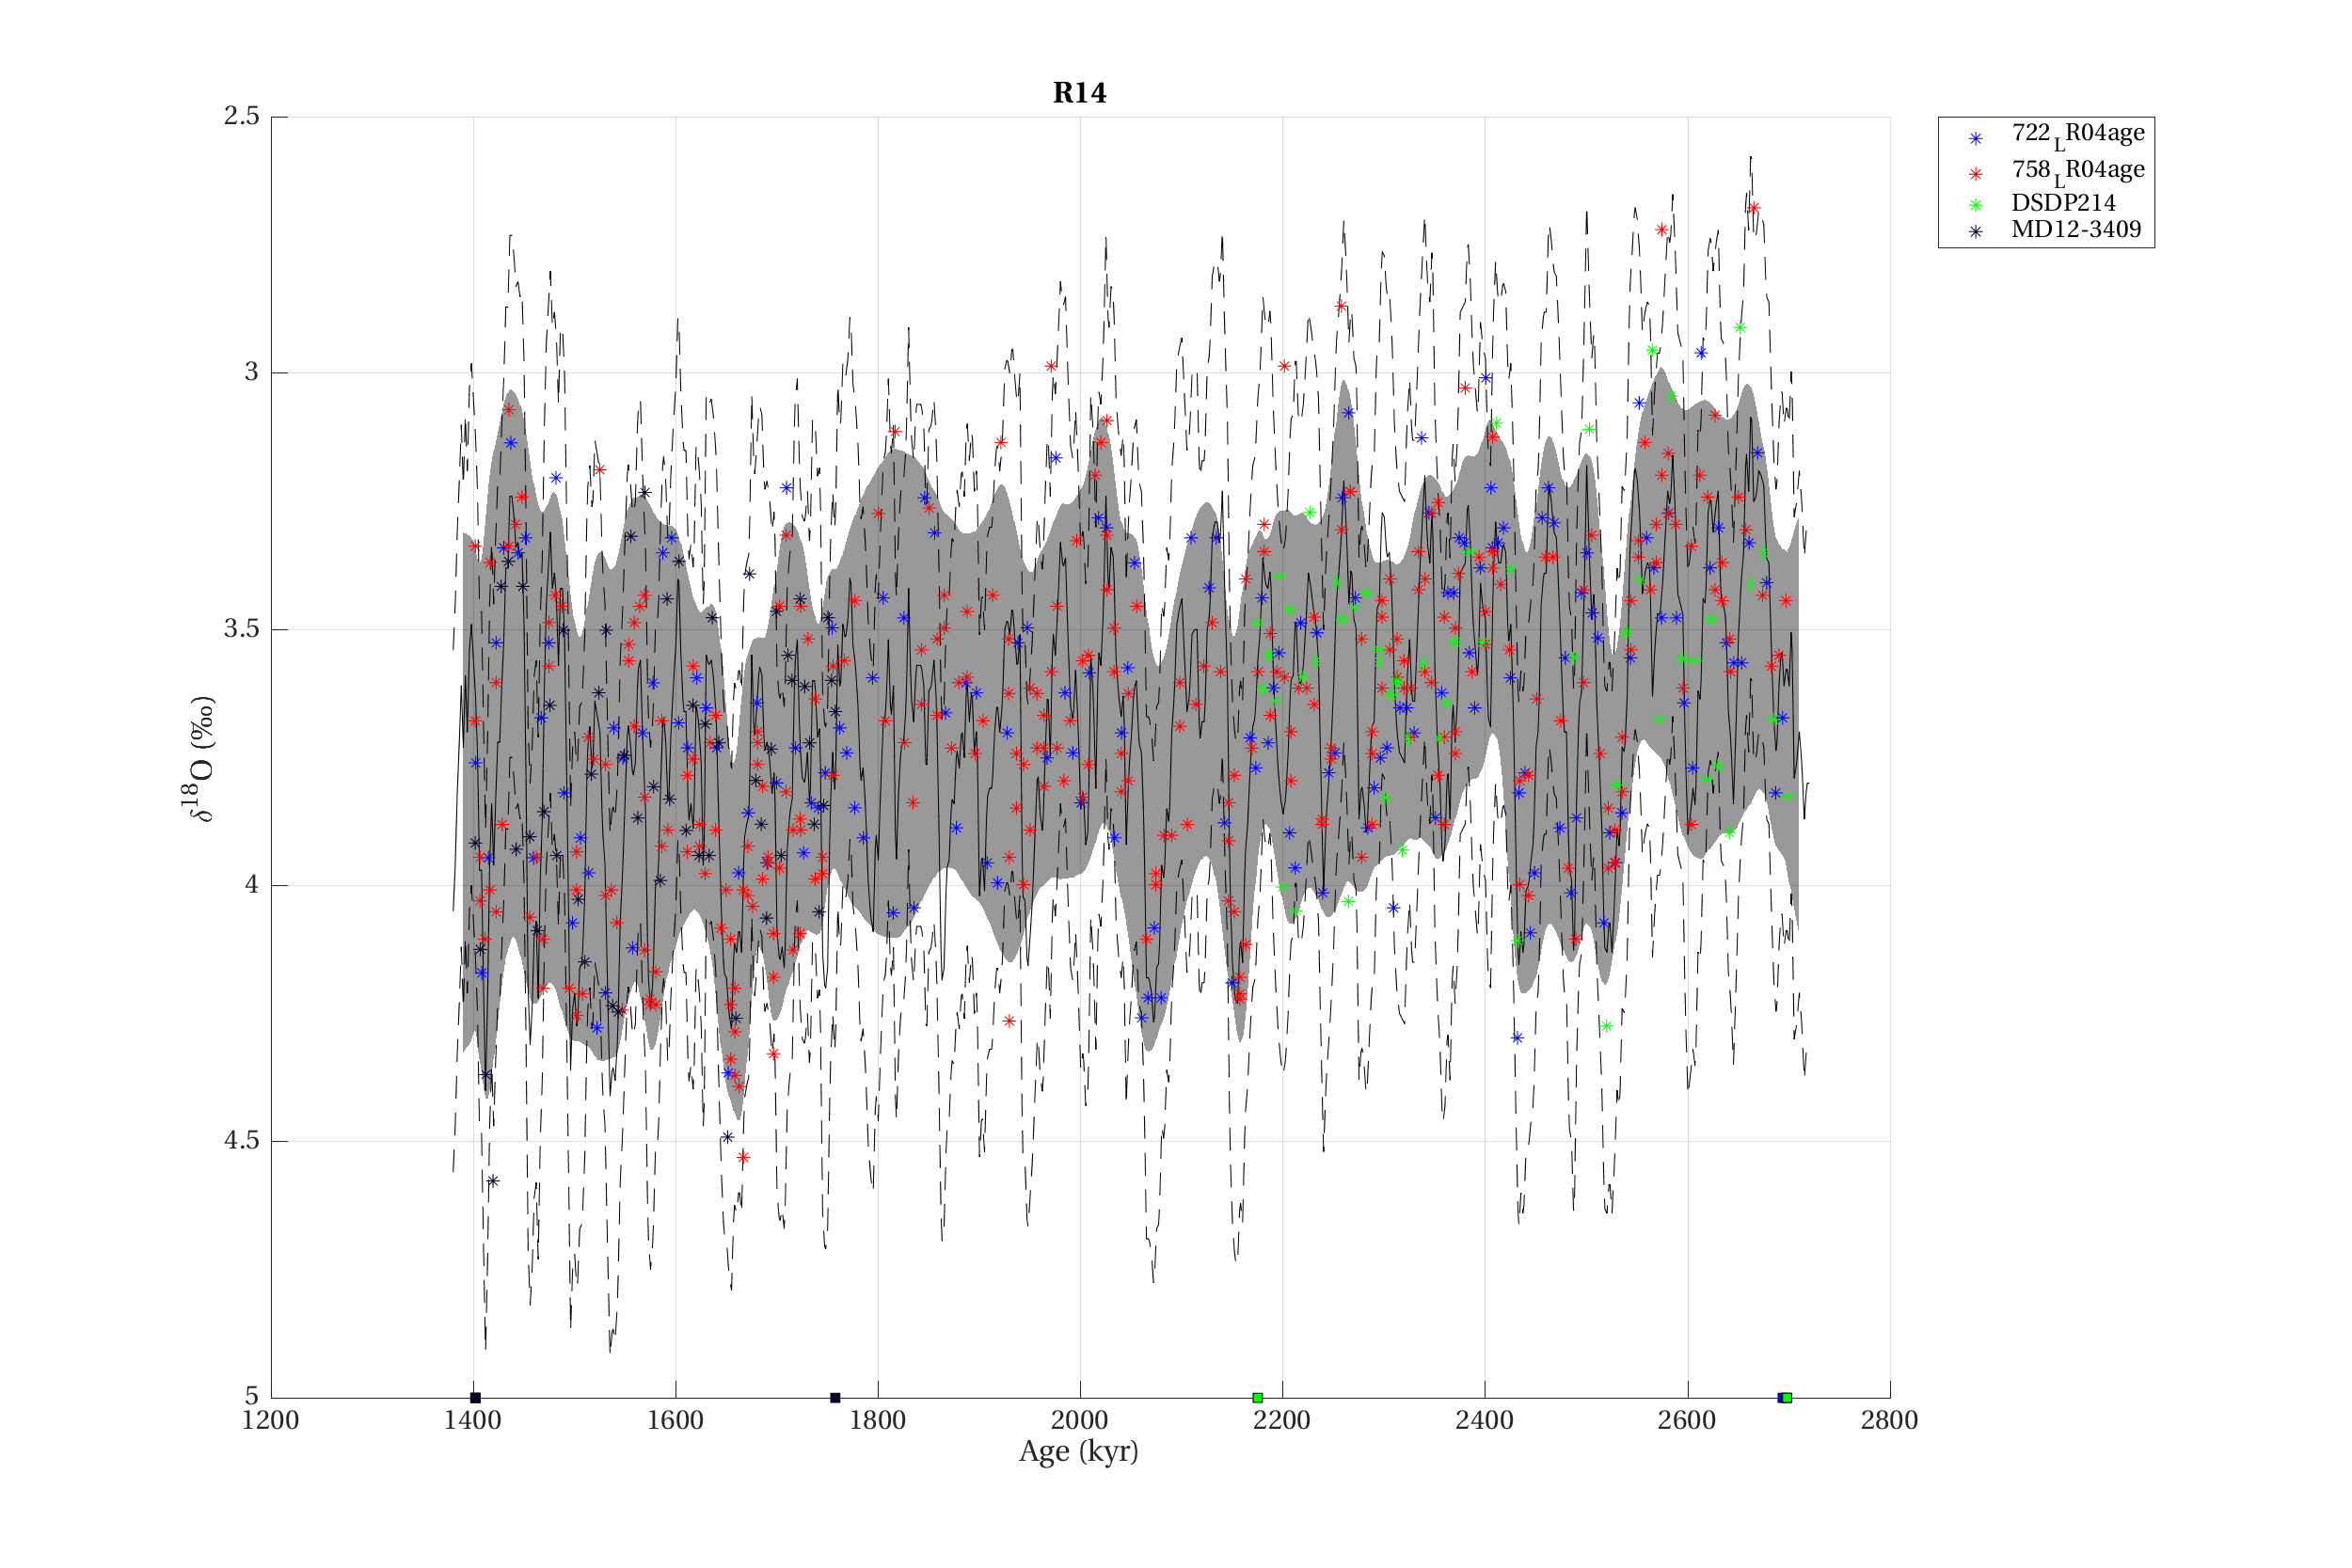 R14
2.5
3
3.5
4
4.5
5
δ18O (‰)
1200 1400 1600 1800 2000 2200 2400 2600 2800
Age (kyr)
722LR04age
758LR04age
DSDP214
MD12-3409